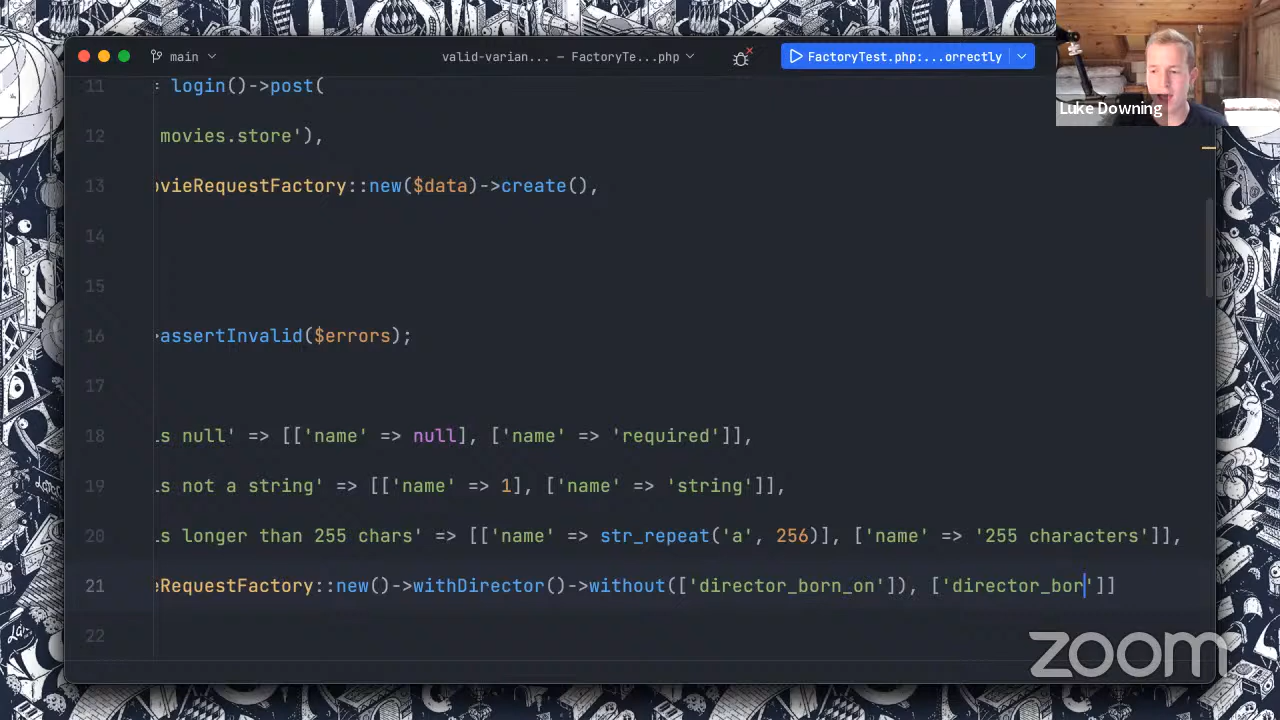 main
valid-varian... – FactoryTe...php
FactoryTest.php:...orrectly
Luke Downing
11 = login()->post(
12 movies.store'),
13 ovieRequestFactory::new($data)->create(),
14
15
16 >assertInvalid($errors);
17
18 is null' => [['name' => null], ['name' => 'required']],
19 is not a string' => [['name' => 1], ['name' => 'string']],
20 is longer than 255 chars' => [['name' => str_repeat('a', 256)], ['name' => '255 characters']],
21 eRequestFactory::new()->withDirector()->without(['director_born_on']), ['director_bor']]
22
zoom